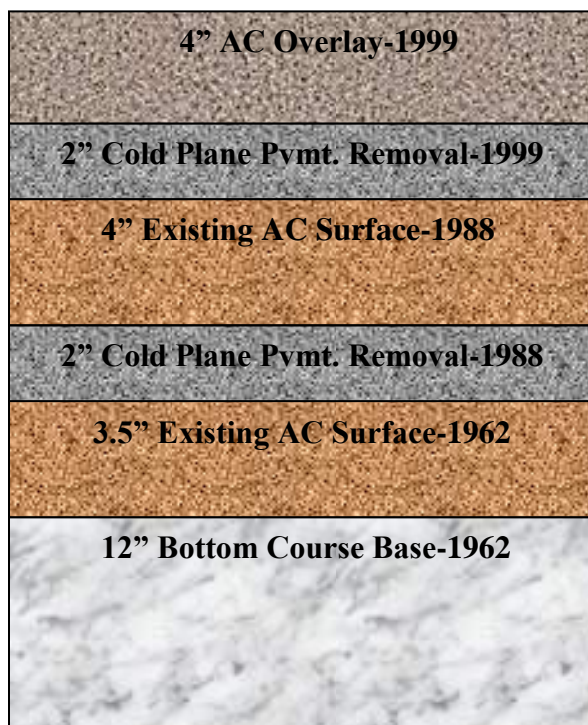 4” AC Overlay-1999
2” Cold Plane Pvmt. Removal-1999
4” Existing AC Surface-1988
2” Cold Plane Pvmt. Removal-1988
3.5” Existing AC Surface-1962
12” Bottom Course Base-1962